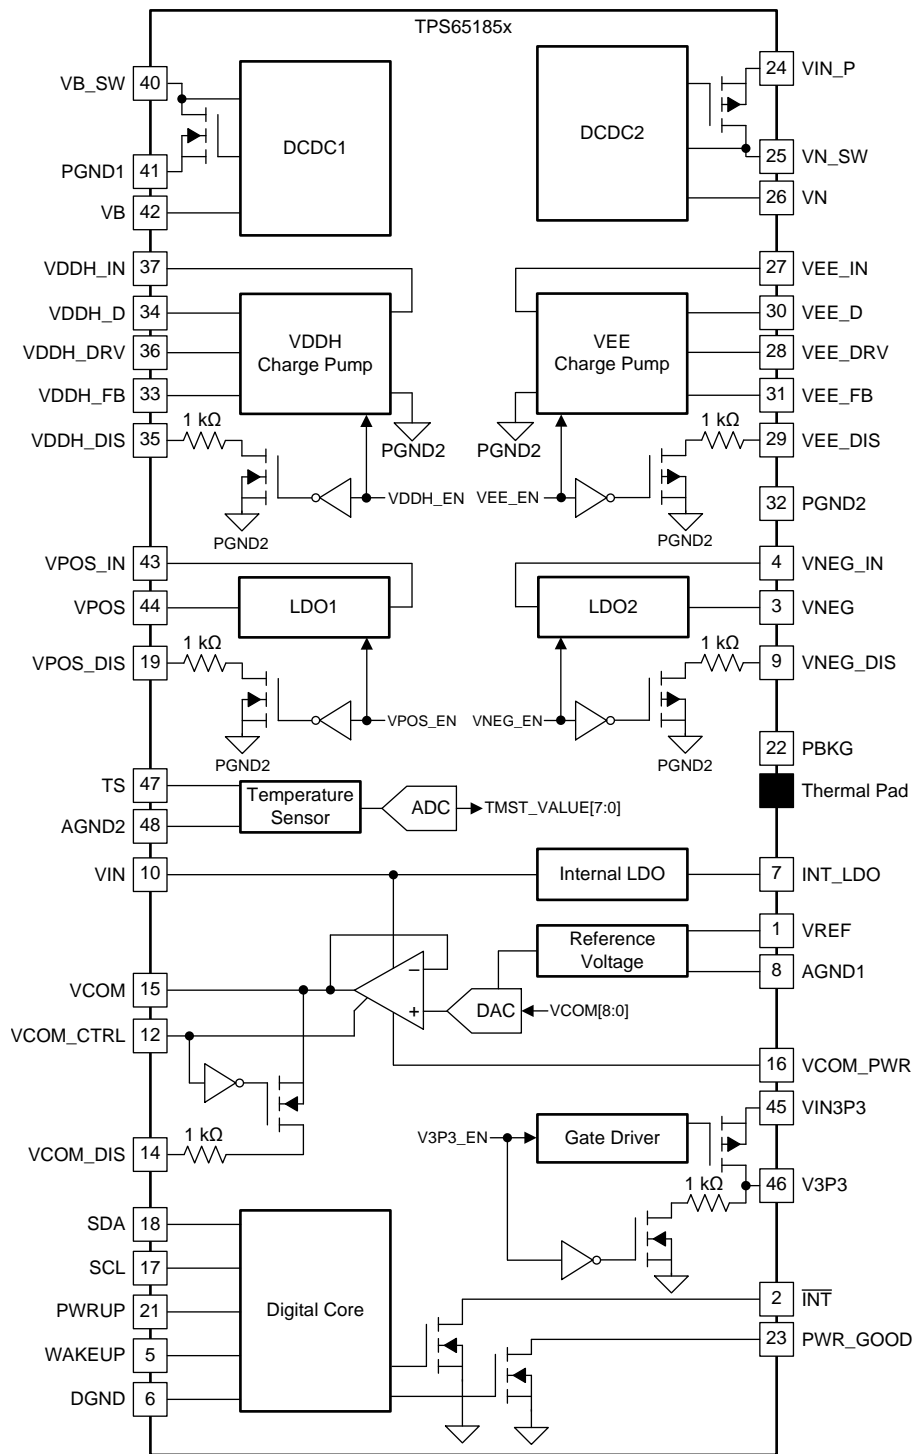 TPS65185x
VB_SW 40
PGND1 41
VB 42
DCDC1
DCDC2
24 VIN_P
25 VN_SW
26 VN
VDDH_IN 37
VDDH_D 34
VDDH_DRV 36
VDDH_FB 33
VDDH_DIS 35
1 kΩ
VDDH
Charge Pump
PGND2
VDDH_EN
PGND2
VEE
Charge Pump
PGND2
VEE_EN
PGND2
1 kΩ
27 VEE_IN
30 VEE_D
28 VEE_DRV
31 VEE_FB
29 VEE_DIS
32 PGND2
VPOS_IN 43
VPOS 44
VPOS_DIS 19
1 kΩ
LDO1
VPOS_EN
PGND2
LDO2
VNEG_EN
PGND2
1 kΩ
4 VNEG_IN
3 VNEG
9 VNEG_DIS
22 PBKG
Thermal Pad
TS 47
AGND2 48
Temperature
Sensor
ADC
TMST_VALUE[7:0]
VIN 10
Internal LDO
7 INT_LDO
Reference
Voltage
1 VREF
8 AGND1
VCOM 15
VCOM_CTRL 12
VCOM_DIS 14
1 kΩ
−
+
DAC
VCOM[8:0]
16 VCOM_PWR
V3P3_EN
Gate Driver
1 kΩ
45 VIN3P3
46 V3P3
SDA 18
SCL 17
PWRUP 21
WAKEUP 5
DGND 6
Digital Core
2 INT
23 PWR_GOOD